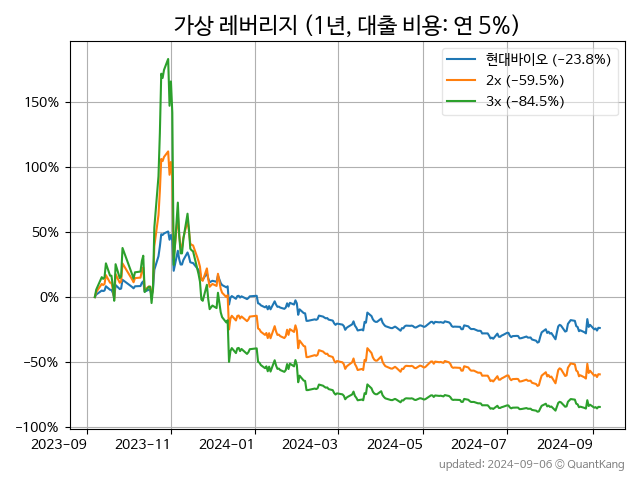 가상 레버리지 (1년, 대출 비용: 연 5%)
현대바이오 (-23.8%)
2x (-59.5%)
3x (-84.5%)
150%
100%
50%
0%
-50%
-100%
2023-09 2023-11 2024-01 2024-03 2024-05 2024-07 2024-09
updated: 2024-09-06 © QuantKang